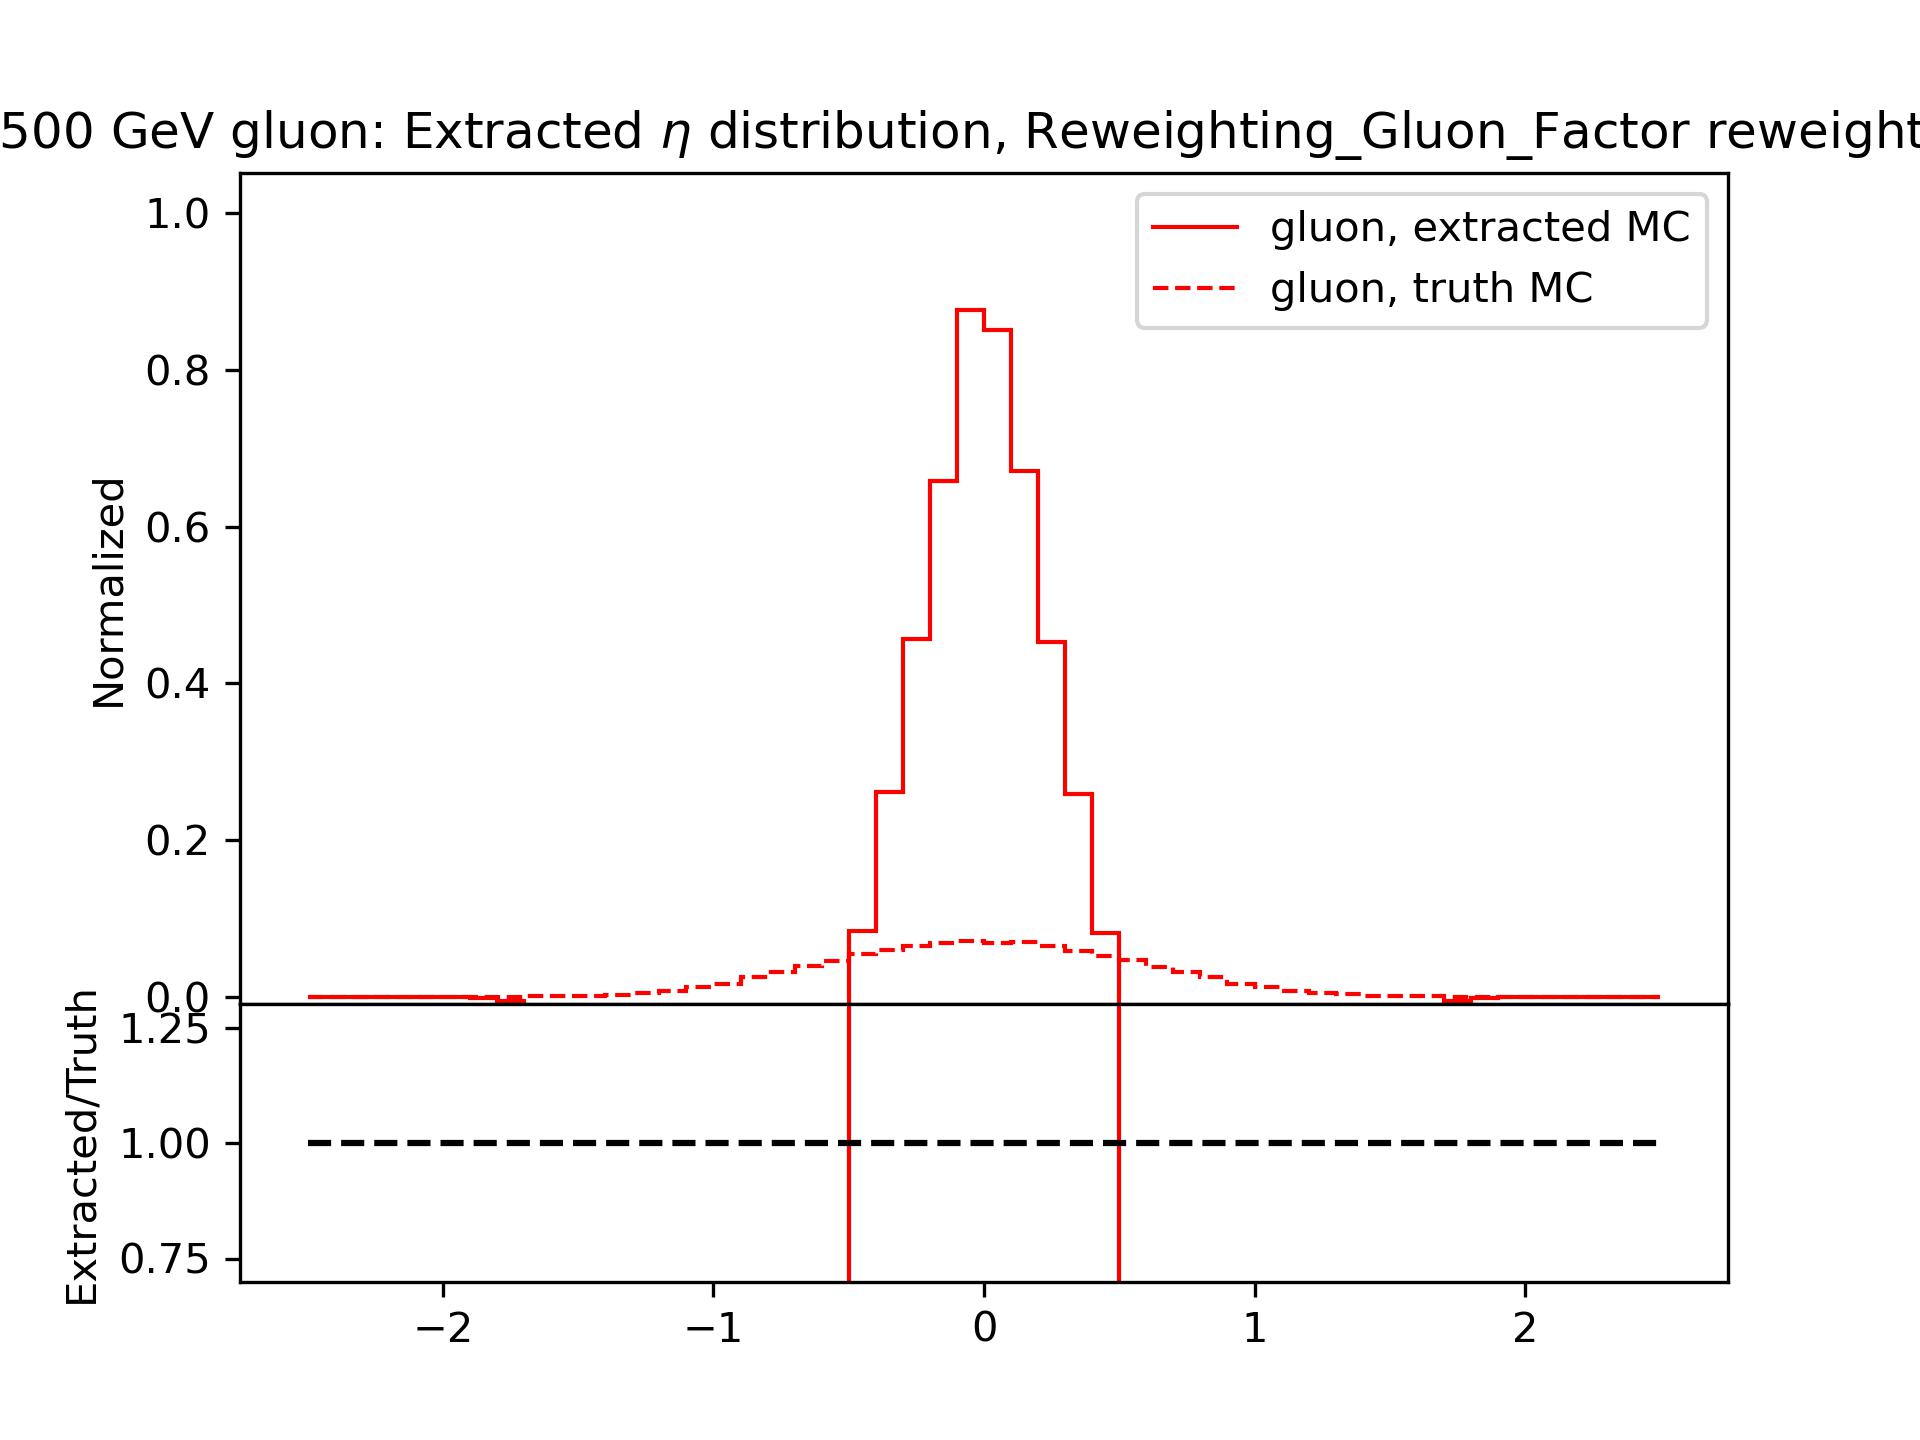 500 GeV gluon: Extracted η distribution, Reweighting_Gluon_Factor reweight
gluon, extracted MC
gluon, truth MC
Normalized
1.0
0.8
0.6
0.4
0.2
0.0
Extracted/Truth
1.25
1.00
0.75
−2 −1 0 1 2